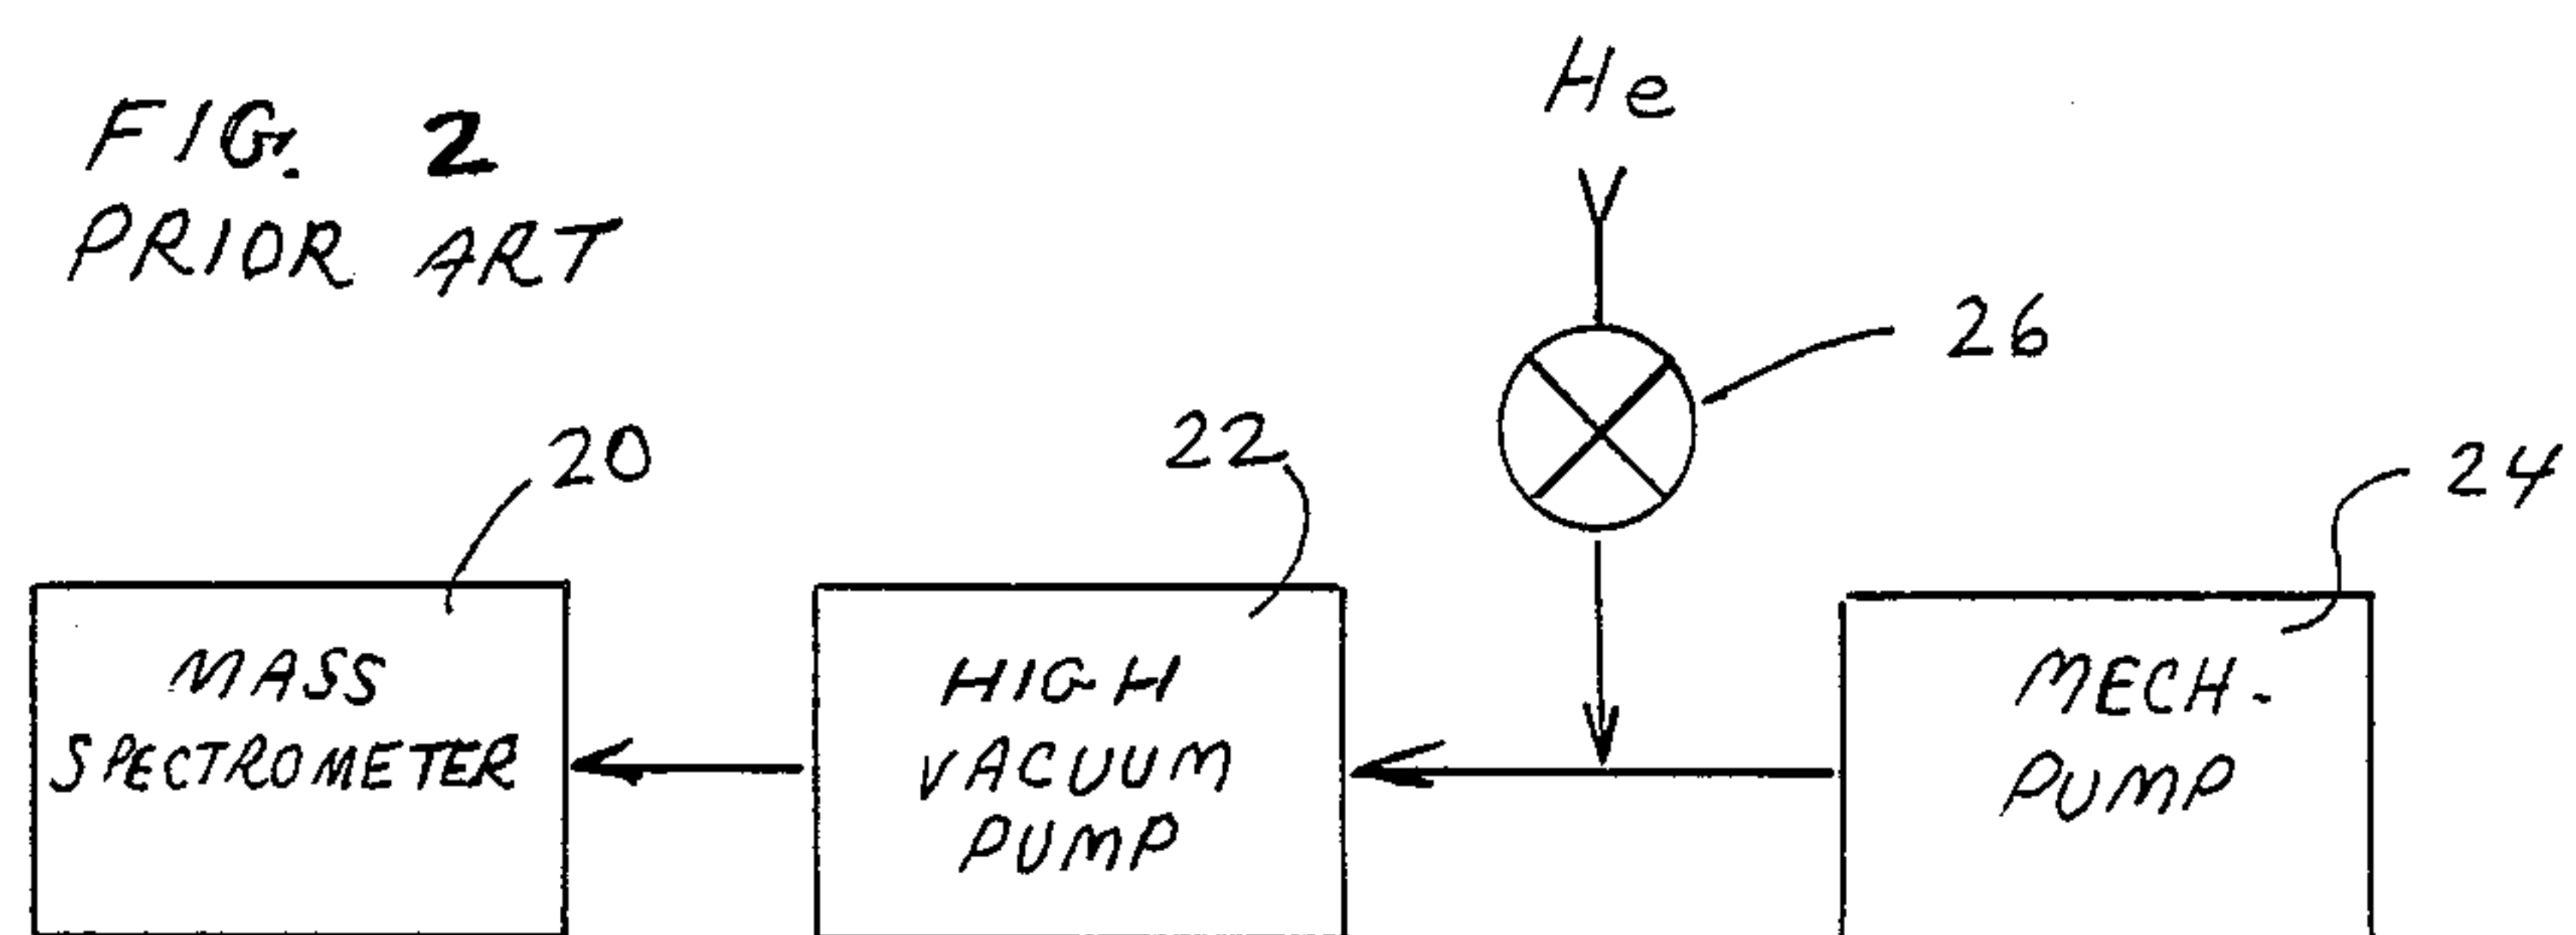 FIG. 2
PRIOR ART
He
26
20
22
24
MASS
SPECTROMETER
HIGH
VACUUM
PUMP
MECH-
PUMP